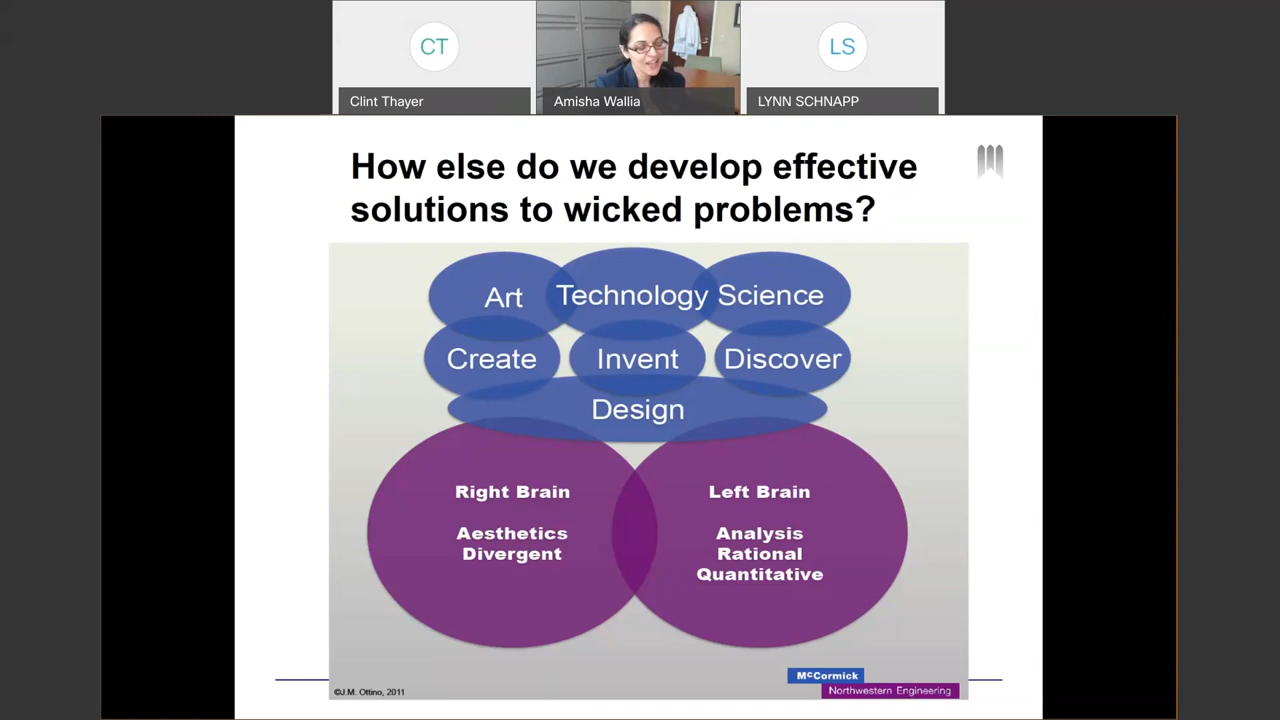 CT
LS
Clint Thayer
Amisha Wallia
LYNN SCHNAPP
How else do we develop effective
solutions to wicked problems?
Art
Technology
Science
Create
Invent
Discover
Design
Right Brain
Aesthetics
Divergent
Left Brain
Analysis
Rational
Quantitative
McCormick
Northwestern Engineering
©J.M. Ottino, 2011